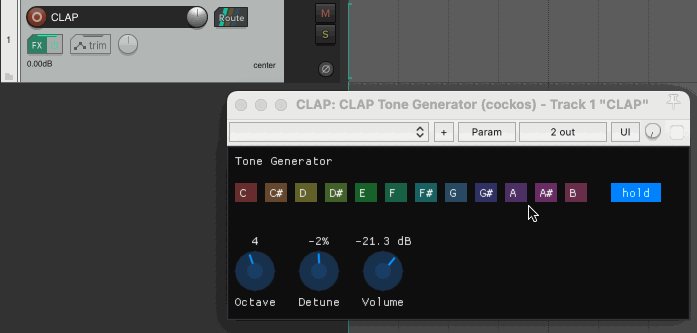 CLAP
Route
M
1
FX
trim
S
0.00dB
center
CLAP: CLAP Tone Generator (cockos) - Track 1 "CLAP"
+
Param
2 out
UI
Tone Generator
C C# D D# E F F# G G# A A# B hold
4 -2% -21.3 dB
Octave Detune Volume